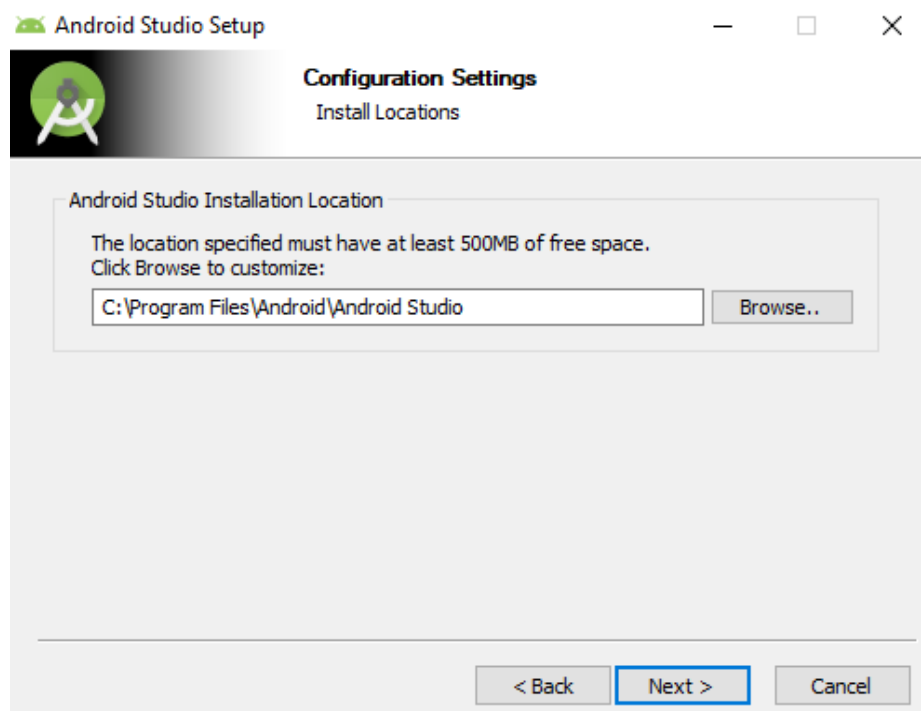 Android Studio Setup
Configuration Settings
Install Locations
Android Studio Installation Location
The location specified must have at least 500MB of free space.
Click Browse to customize:
C:\Program Files\Android\Android Studio
Browse..
< Back
Next >
Cancel